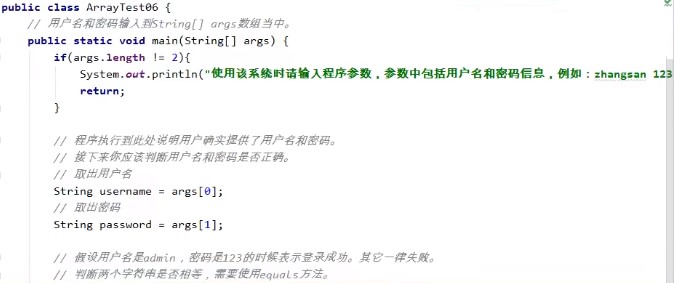 public class ArrayTest06 {
// 用户名和密码输入到String[] args数组当中。
public static void main(String[] args) {
if(args.length != 2){
System.out.println("使用该系统时请输入程序参数，参数中包括用户名和密码信息，例如：zhangsan 123
return;
}
// 程序执行到此处说明用户确实提供了用户名和密码。
// 接下来你应该判断用户名和密码是否正确。
// 取出用户名
String username = args[0];
// 取出密码
String password = args[1];
// 假设用户名是admin，密码是123的时候表示登录成功。其它一律失败。
// 判断两个字符串是否相等，需要使用equals方法。